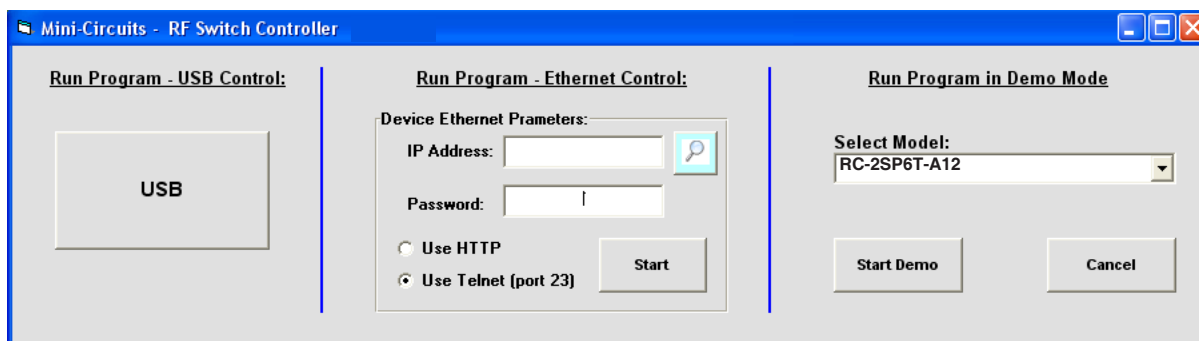 Mini-Circuits - RF Switch Controller
Run Program - USB Control:
USB
Run Program - Ethernet Control:
Device Ethernet Prameters:
IP Address:
Password:
Use HTTP
Use Telnet (port 23)
Start
Run Program in Demo Mode
Select Model:
RC-2SP6T-A12
Start Demo
Cancel